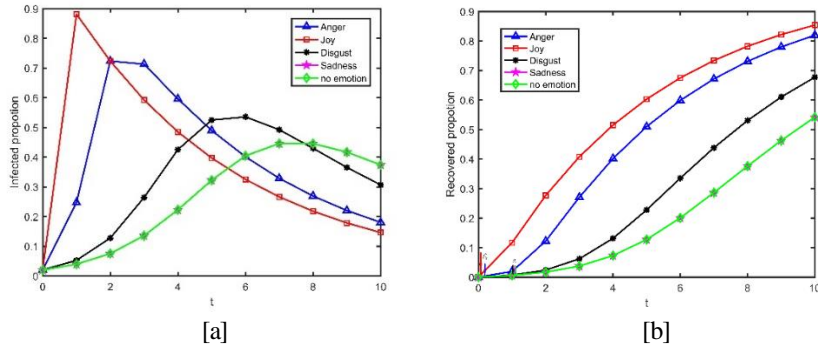 0.9
0.8
0.7
0.6
0.5
0.4
0.3
0.2
0.1
0
0 2 4 6 8 10
t
Infected propotion
Anger
Joy
Disgust
Sadness
no emotion
[a]
0.9
0.8
0.7
0.6
0.5
0.4
0.3
0.2
0.1
0
0 2 4 6 8 10
t
Recovered propotion
Anger
Joy
Disgust
Sadness
no emotion
[b]